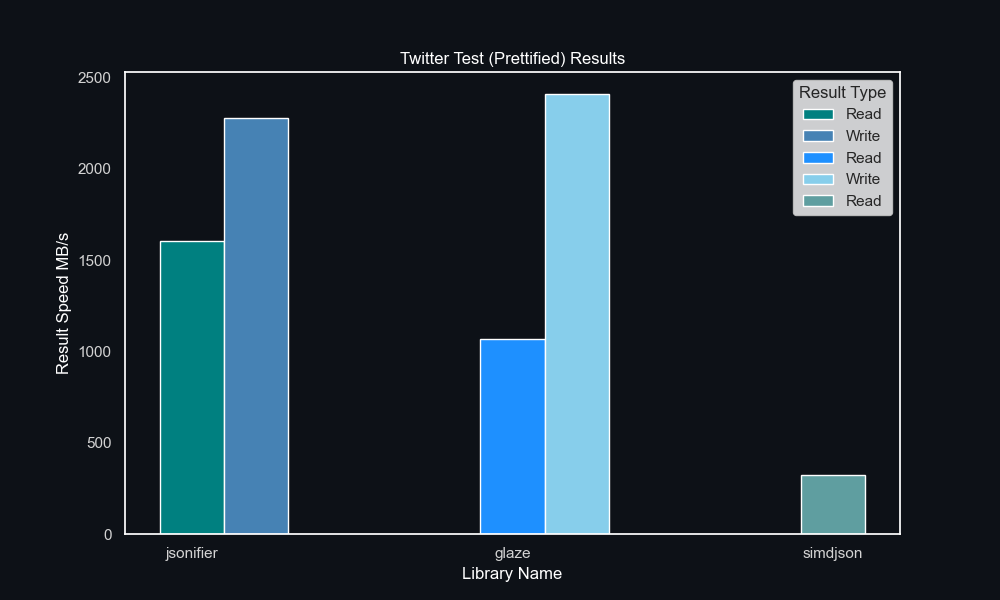 Twitter Test (Prettified) Results
2500
2000
1500
1000
500
0
Result Speed MB/s
Result Type
Read
Write
Read
Write
Read
jsonifier
glaze
simdjson
Library Name